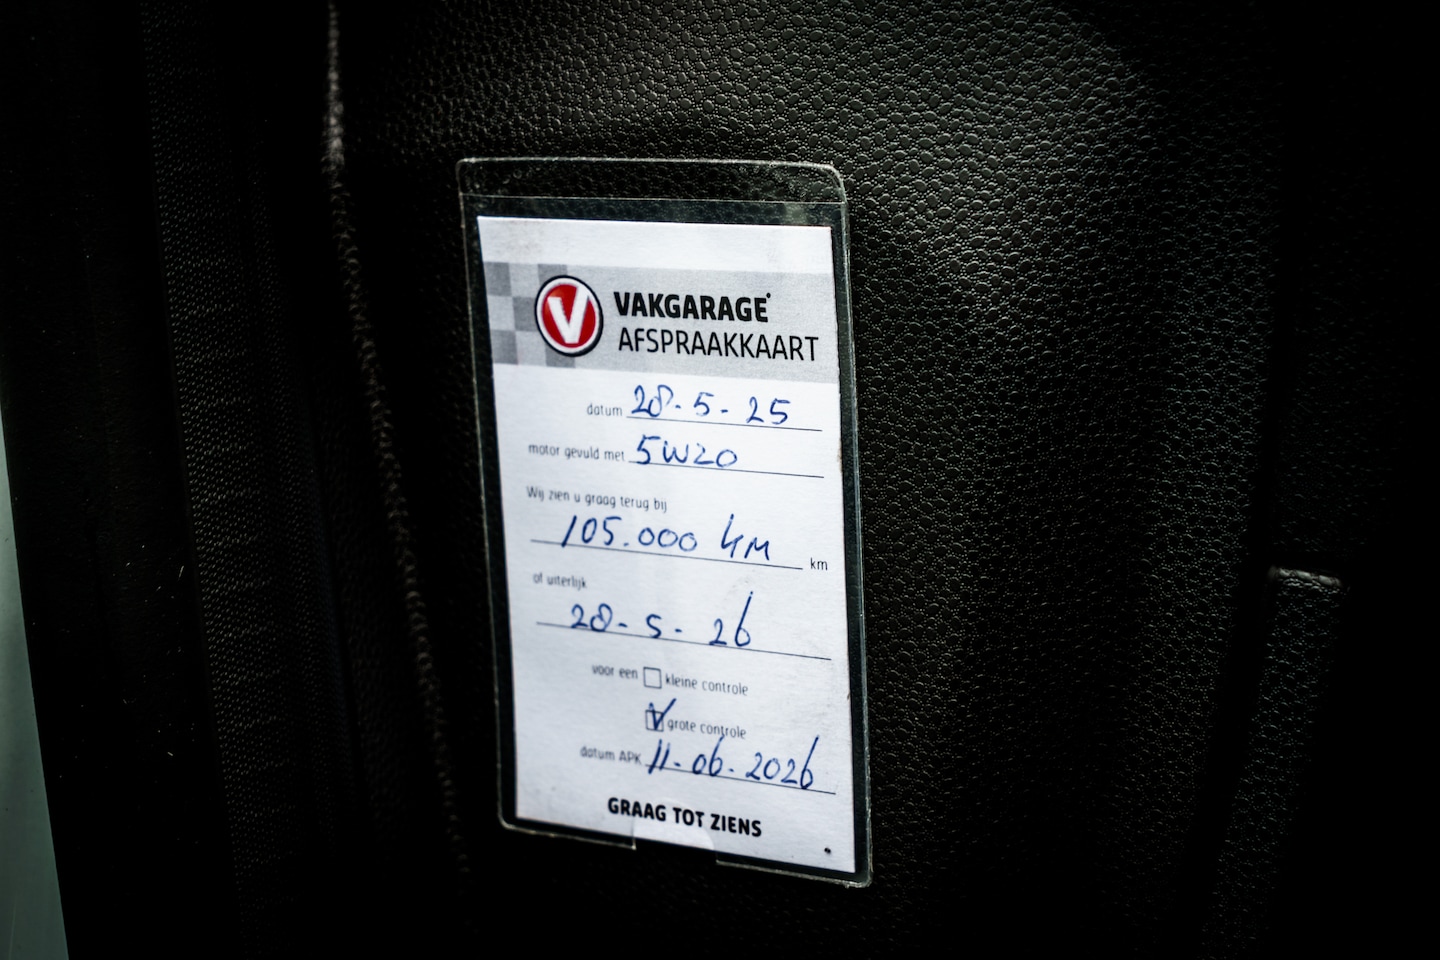 V
VAKGARAGE
AFSPRAAKKAART
datum 28-5-25
motor gevuld met 5W20
Wij zien u graag terug bij
105.000 km km
of uiterlijk
28-5-26
voor een kleine controle
grote controle
datum APK 11-06-2026
GRAAG TOT ZIENS